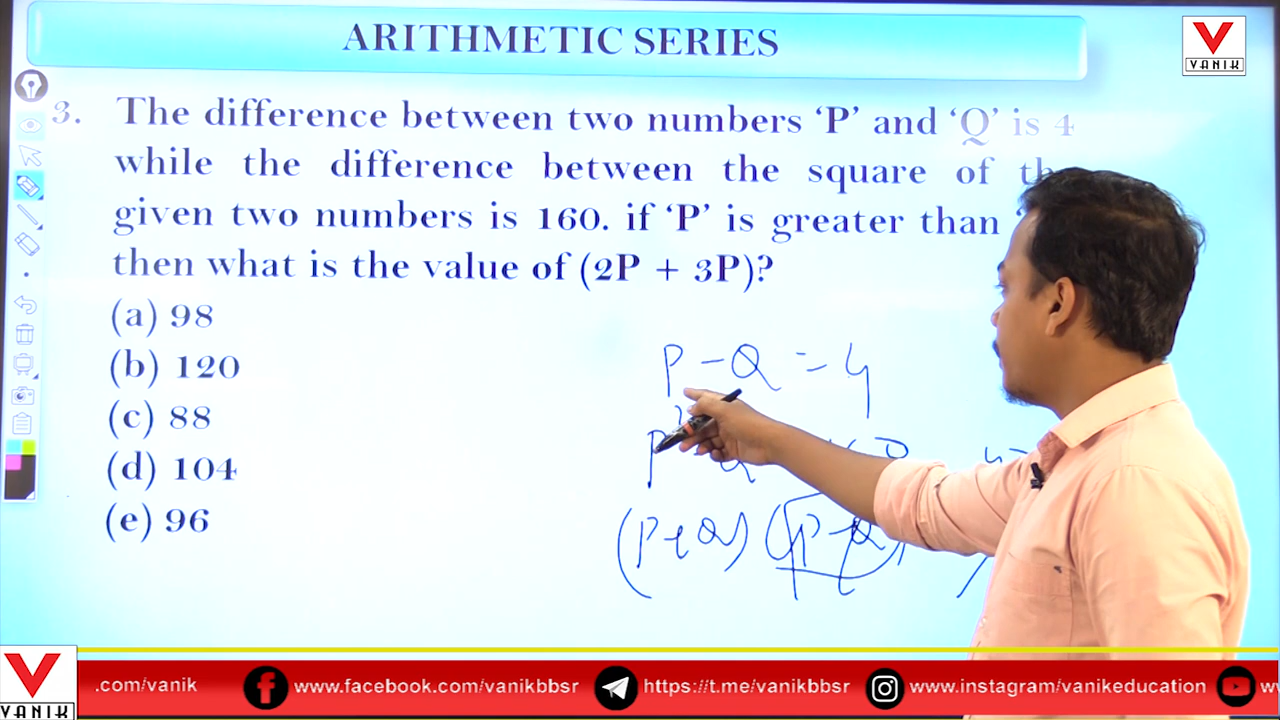 ARITHMETIC SERIES
VANIK
3. The difference between two numbers ‘P’ and ‘Q’ is 4
while the difference between the square of
given two numbers is 160. if ‘P’ is greater than
then what is the value of (2P + 3P)?
(a) 98
(b) 120
(c) 88
(d) 104
(e) 96
P - Q = 4
(P+Q) (P-Q)
VANIK
.com/vanik
www.facebook.com/vanikbbsr
https://t.me/vanikbbsr
www.instagram/vanikeducation